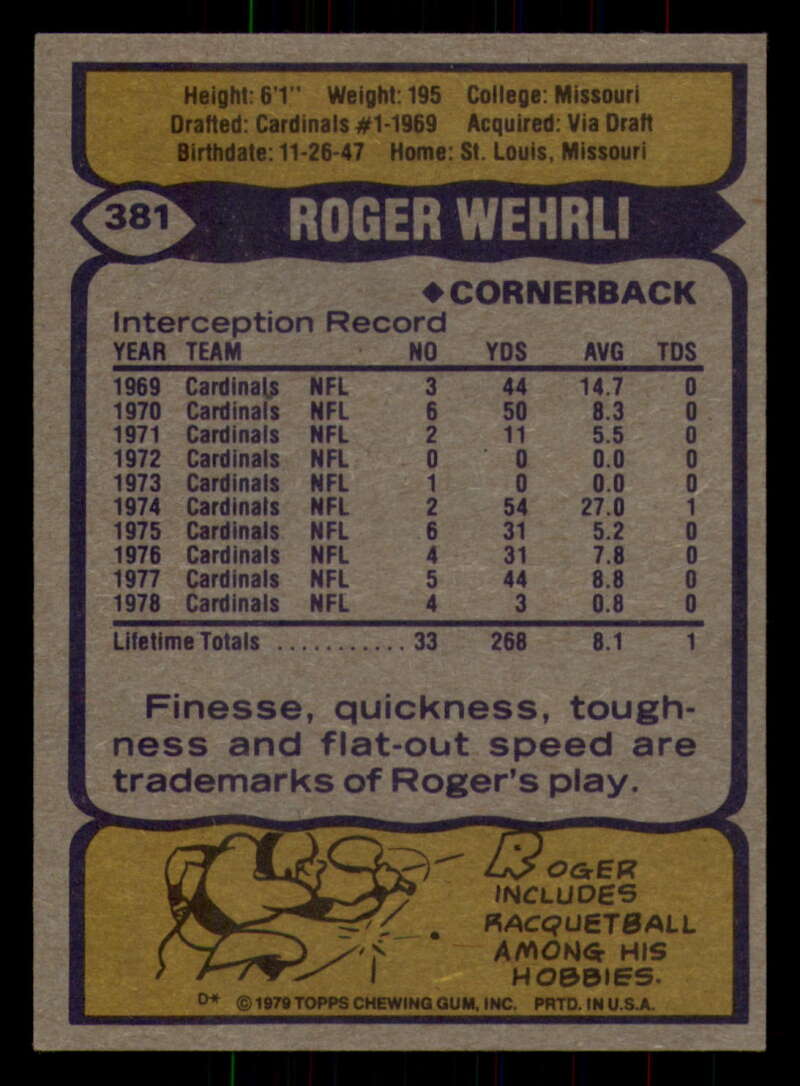 Height: 6'1" Weight: 195 College: Missouri
Drafted: Cardinals #1-1969 Acquired: Via Draft
Birthdate: 11-26-47 Home: St. Louis, Missouri
381 ROGER WEHRLI
♦ CORNERBACK
Interception Record
YEAR TEAM NO YDS AVG TDS
1969 Cardinals NFL 3 44 14.7 0
1970 Cardinals NFL 6 50 8.3 0
1971 Cardinals NFL 2 11 5.5 0
1972 Cardinals NFL 0 0 0.0 0
1973 Cardinals NFL 1 0 0.0 0
1974 Cardinals NFL 2 54 27.0 1
1975 Cardinals NFL 6 31 5.2 0
1976 Cardinals NFL 4 31 7.8 0
1977 Cardinals NFL 5 44 8.8 0
1978 Cardinals NFL 4 3 0.8 0
Lifetime Totals ............ 33 268 8.1 1
Finesse, quickness, tough-
ness and flat-out speed are
trademarks of Roger's play.
ROGER
INCLUDES
RACQUETBALL
AMONG HIS
HOBBIES.
D* © 1979 TOPPS CHEWING GUM, INC. PRTD. IN U.S.A.